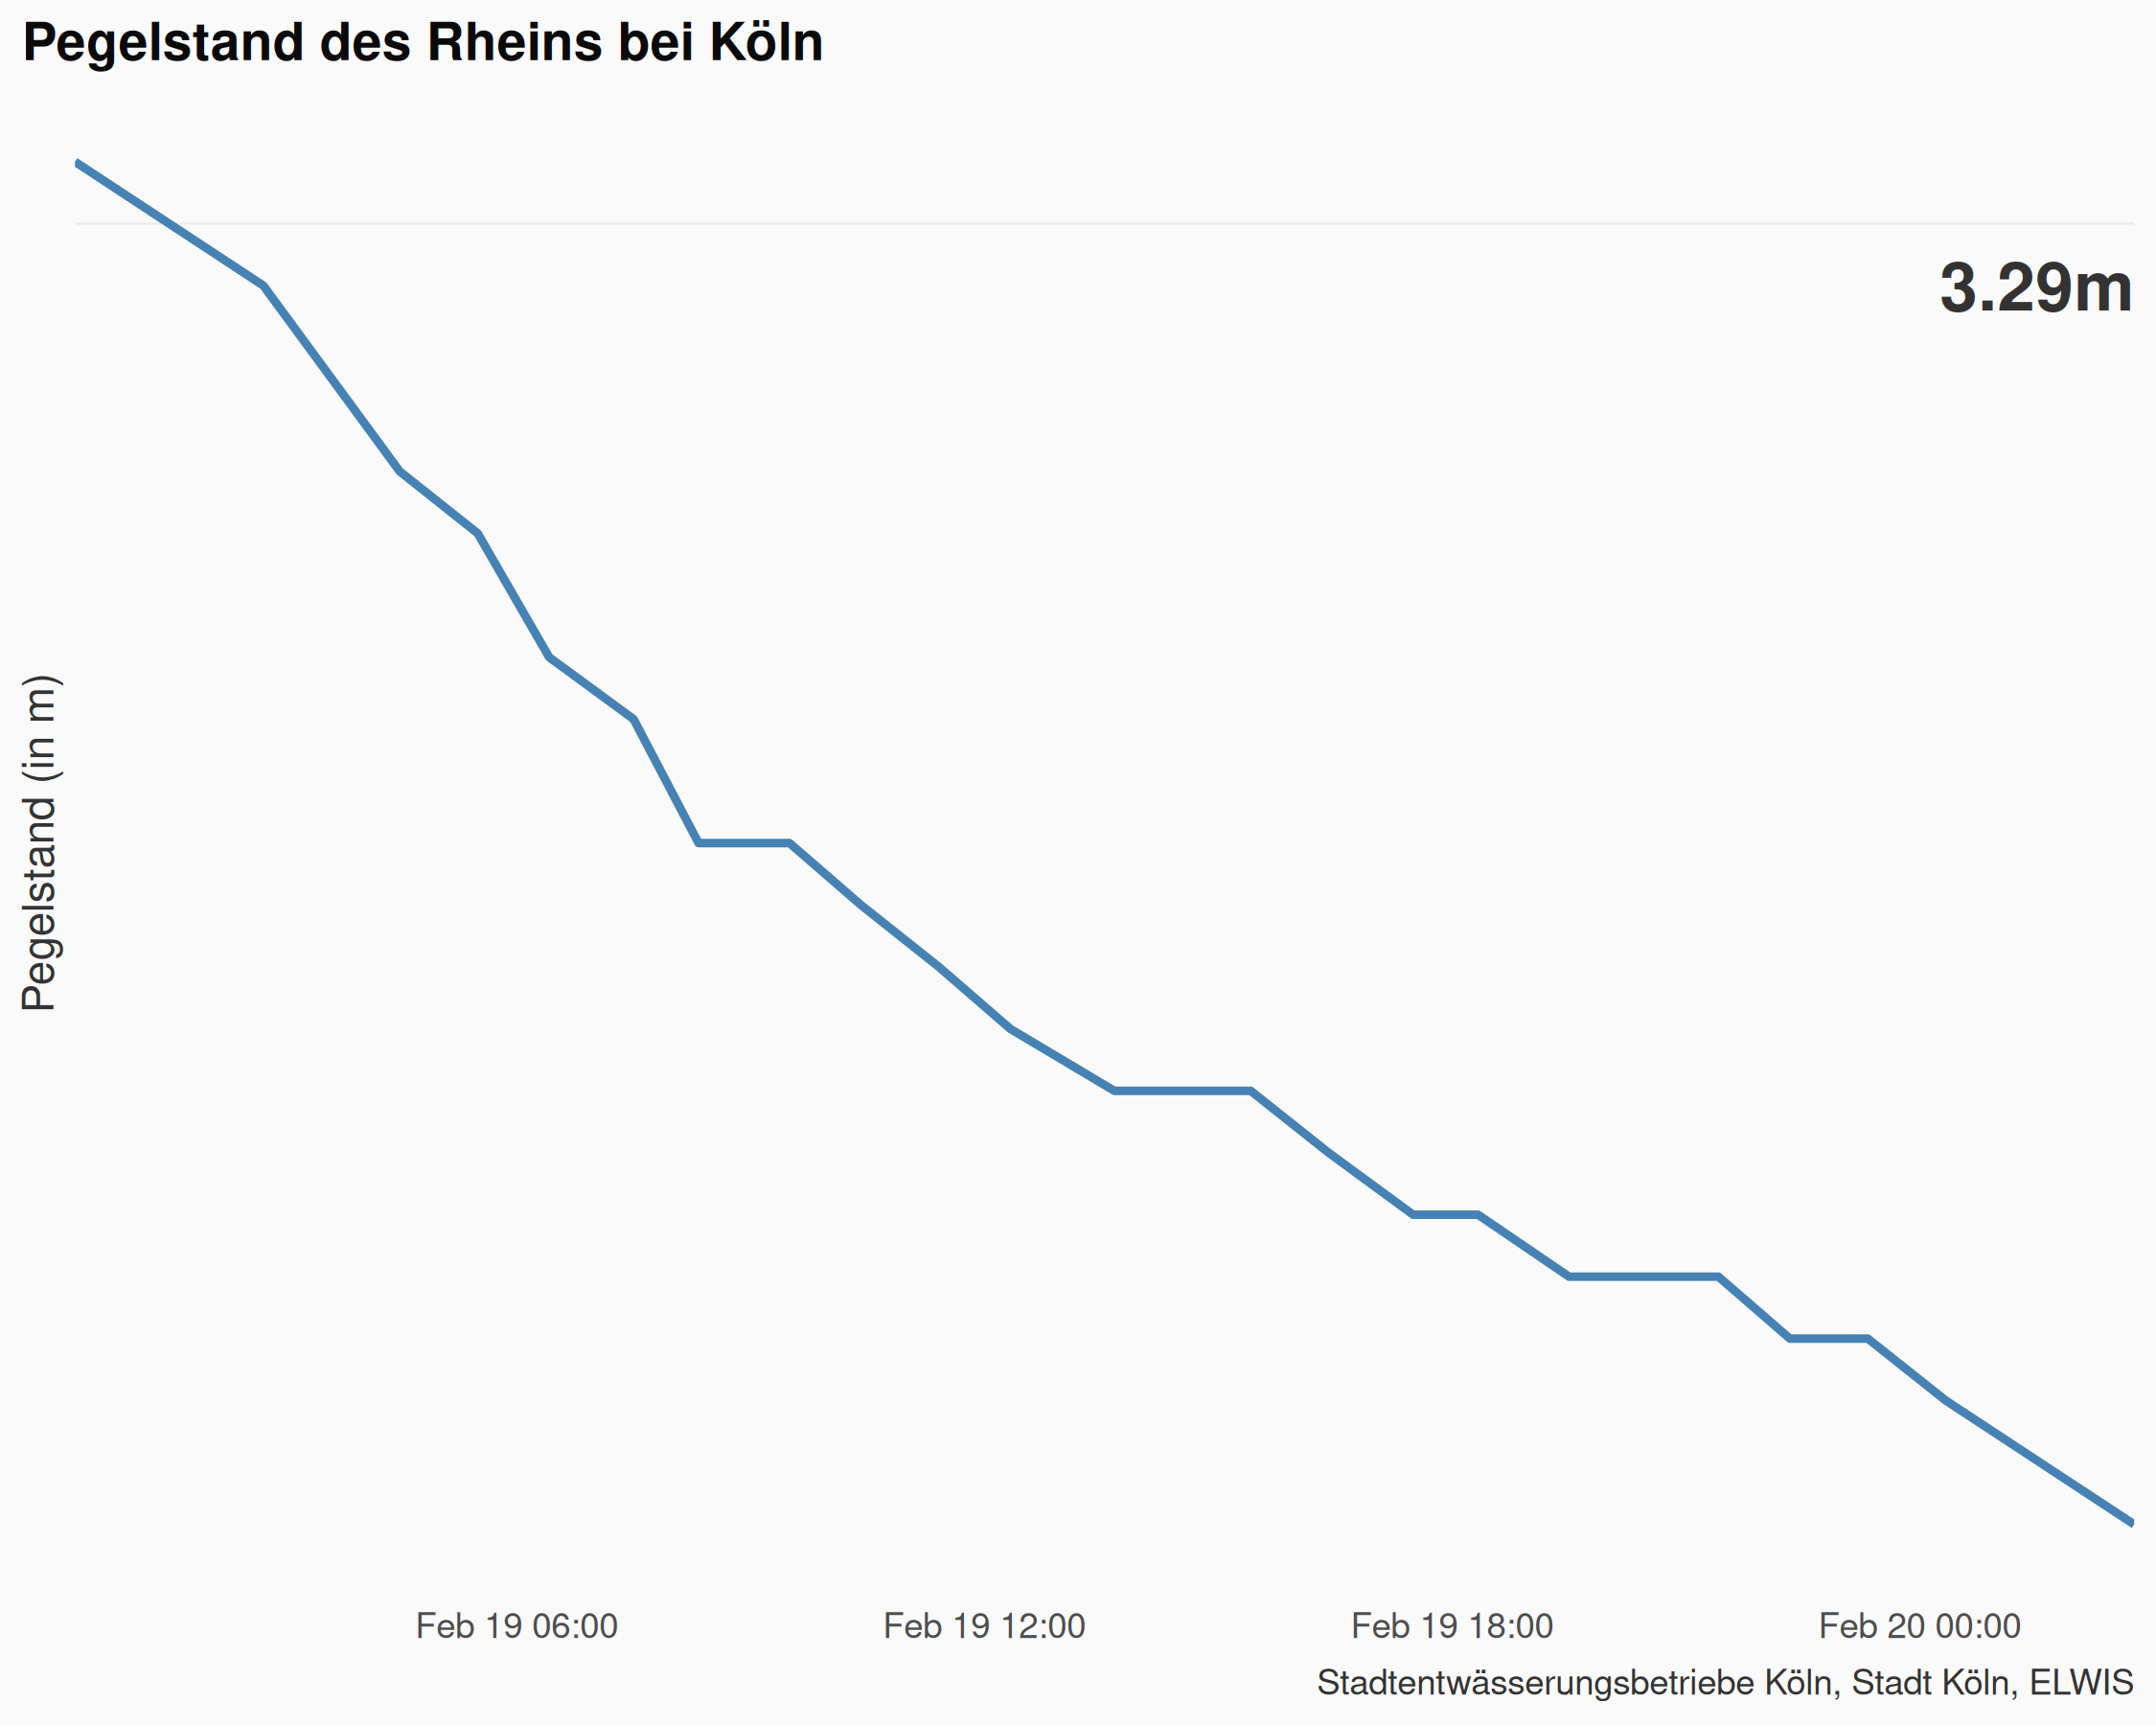 Pegelstand des Rheins bei Köln
3.29m
Pegelstand (in m)
Feb 19 06:00
Feb 19 12:00
Feb 19 18:00
Feb 20 00:00
Stadtentwässerungsbetriebe Köln, Stadt Köln, ELWIS